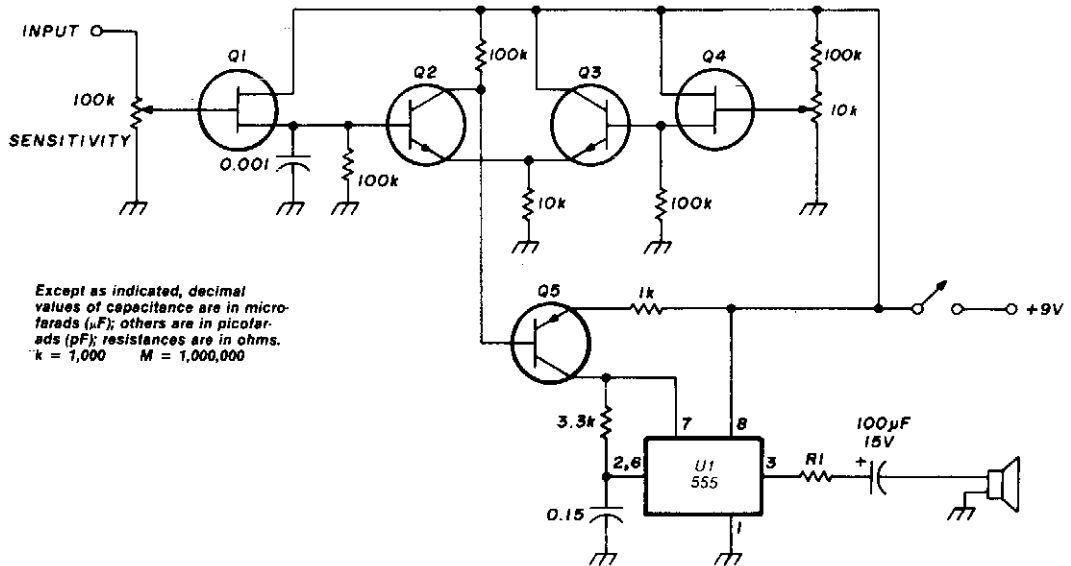 INPUT
Q1
100k
SENSITIVITY
0.001
100k
Q2
100k
10k
Q3
Q4
100k
100k
10k
Except as indicated, decimal
values of capacitance are in micro-
farads (μF); others are in picofar-
ads (pF); resistances are in ohms.
k = 1,000 M = 1,000,000
Q5
1k
+9V
3.3k
7
8
2,6
U1
555
3
R1
100μF
15V
+
0.15
1